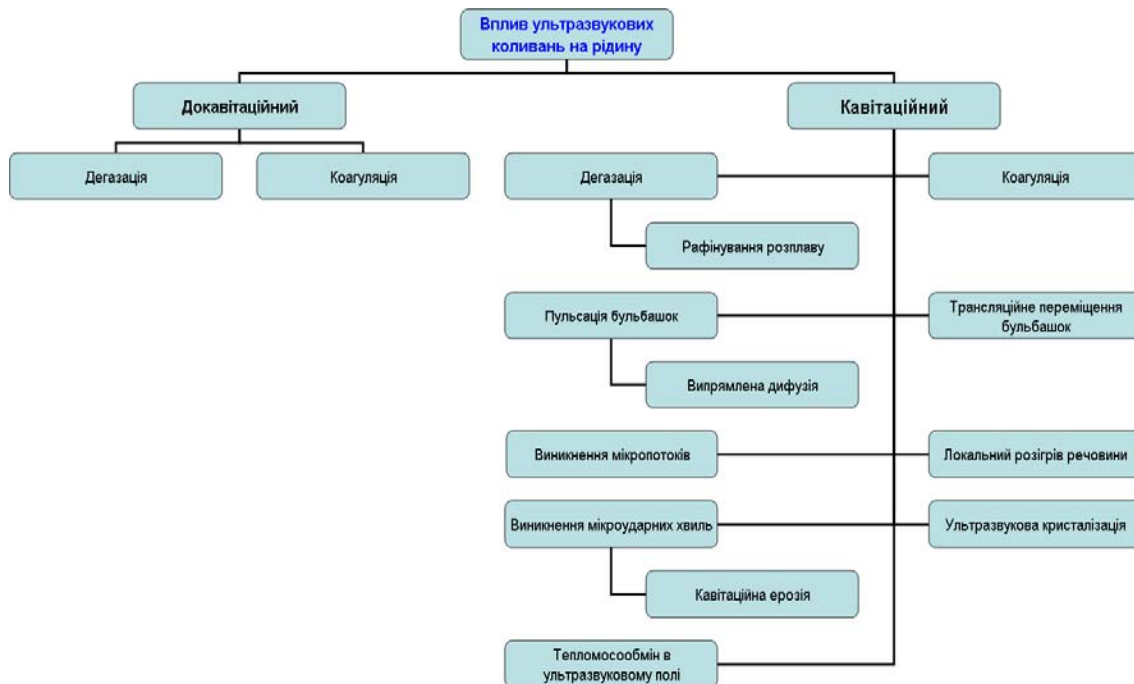 Вплив ультразвукових
коливань на рідину
Докавітаційний
Кавітаційний
Дегазація
Коагуляція
Дегазація
Коагуляція
Рафінування розплаву
Пульсація бульбашок
Трансляційне переміщення
бульбашок
Випрямлена дифузія
Виникнення мікропотоків
Локальний розігрів речовини
Виникнення мікроударних хвиль
Ультразвукова кристалізація
Кавітаційна ерозія
Тепломосообмін в
ультразвуковому полі